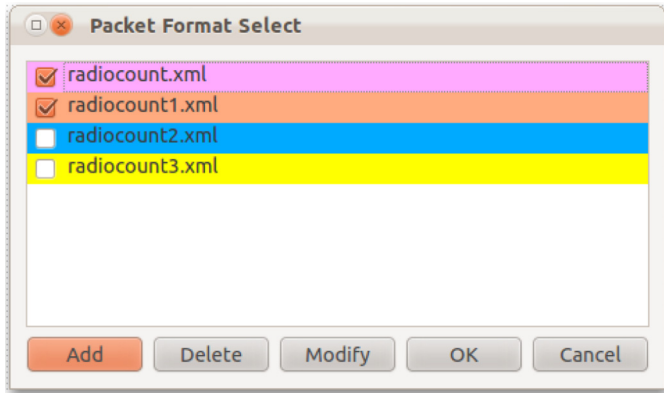 Packet Format Select
radiocount.xml
radiocount1.xml
radiocount2.xml
radiocount3.xml
Add Delete Modify OK Cancel